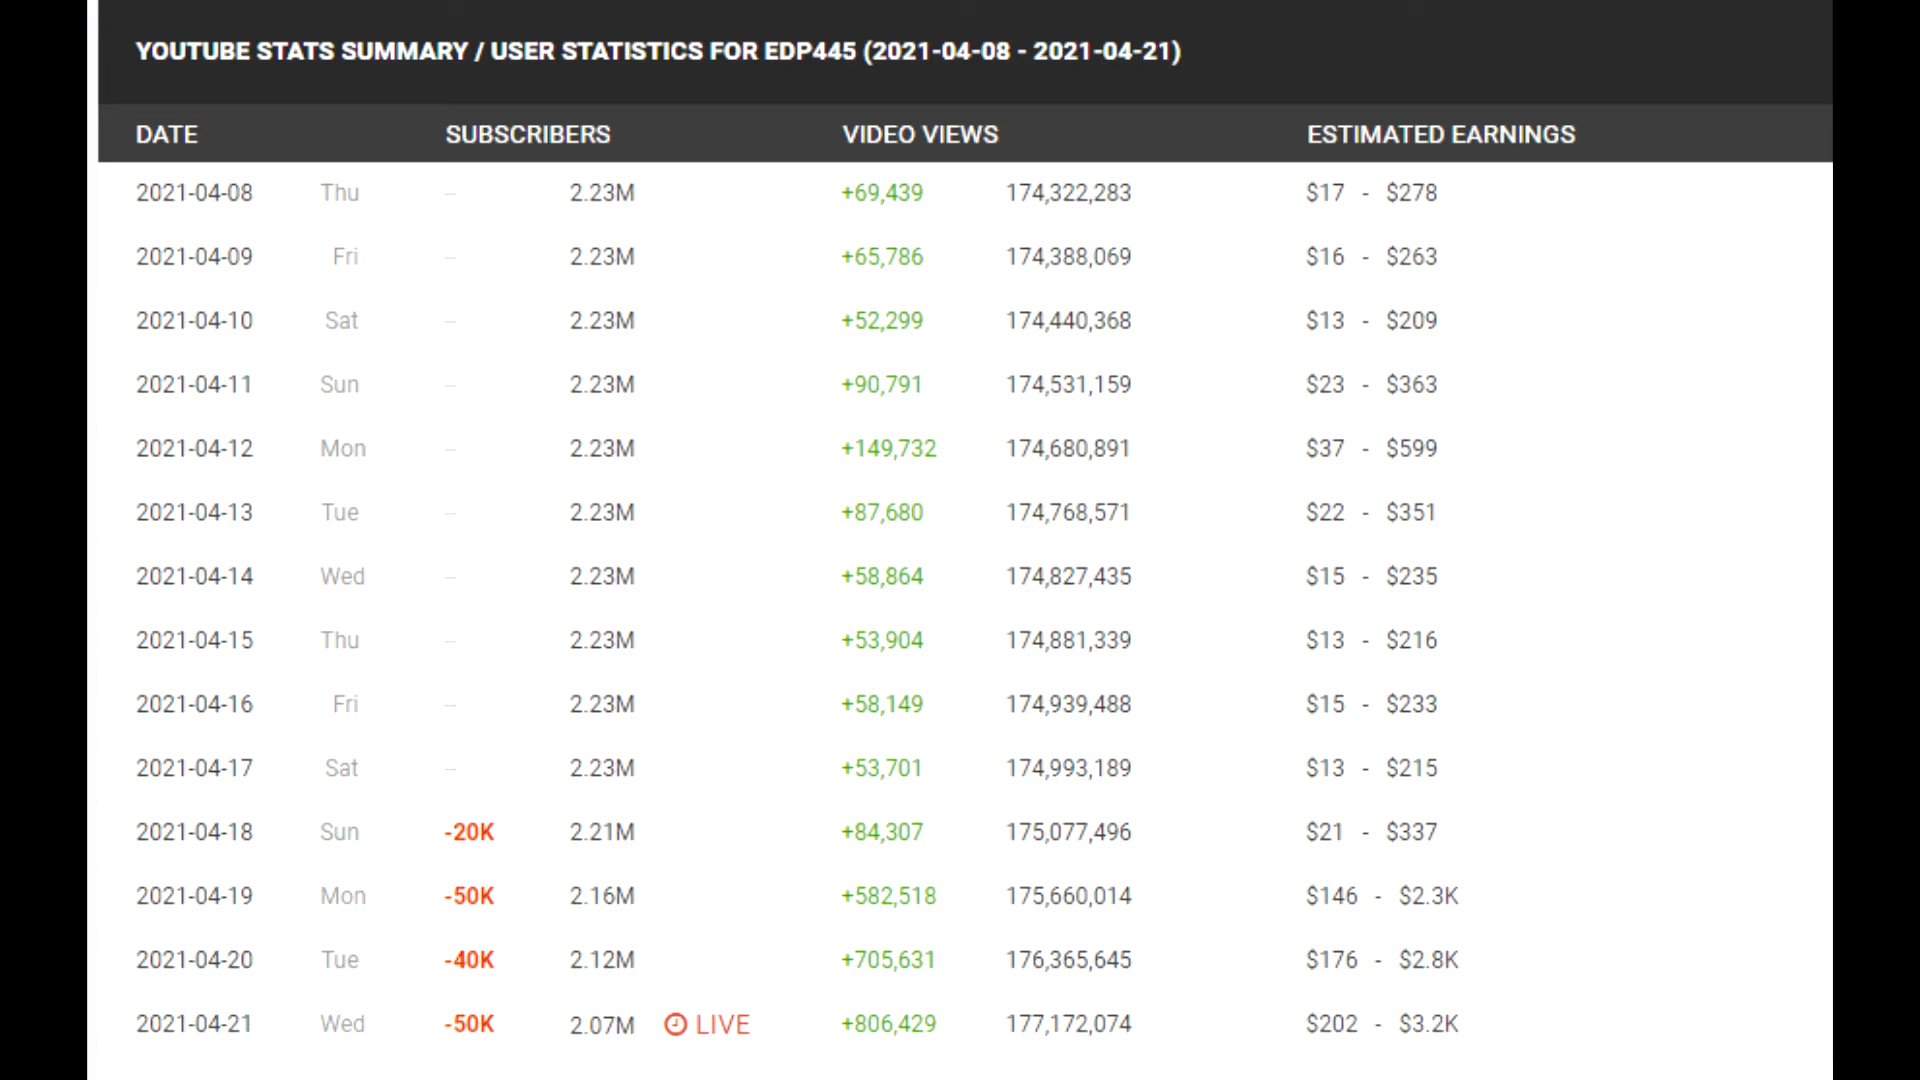 YOUTUBE STATS SUMMARY / USER STATISTICS FOR EDP445 (2021-04-08 - 2021-04-21)
DATE SUBSCRIBERS VIDEO VIEWS ESTIMATED EARNINGS
2021-04-08 Thu -- 2.23M +69,439 174,322,283 $17 - $278
2021-04-09 Fri -- 2.23M +65,786 174,388,069 $16 - $263
2021-04-10 Sat -- 2.23M +52,299 174,440,368 $13 - $209
2021-04-11 Sun -- 2.23M +90,791 174,531,159 $23 - $363
2021-04-12 Mon -- 2.23M +149,732 174,680,891 $37 - $599
2021-04-13 Tue -- 2.23M +87,680 174,768,571 $22 - $351
2021-04-14 Wed -- 2.23M +58,864 174,827,435 $15 - $235
2021-04-15 Thu -- 2.23M +53,904 174,881,339 $13 - $216
2021-04-16 Fri -- 2.23M +58,149 174,939,488 $15 - $233
2021-04-17 Sat -- 2.23M +53,701 174,993,189 $13 - $215
2021-04-18 Sun -20K 2.21M +84,307 175,077,496 $21 - $337
2021-04-19 Mon -50K 2.16M +582,518 175,660,014 $146 - $2.3K
2021-04-20 Tue -40K 2.12M +705,631 176,365,645 $176 - $2.8K
2021-04-21 Wed -50K 2.07M LIVE +806,429 177,172,074 $202 - $3.2K